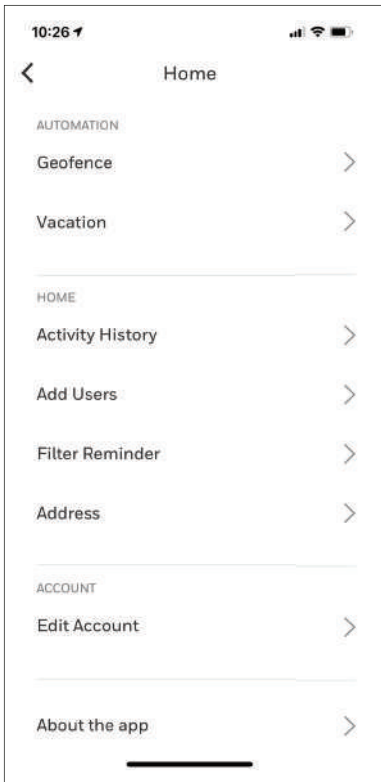 10:26
Home
AUTOMATION
Geofence
Vacation
HOME
Activity History
Add Users
Filter Reminder
Address
ACCOUNT
Edit Account
About the app